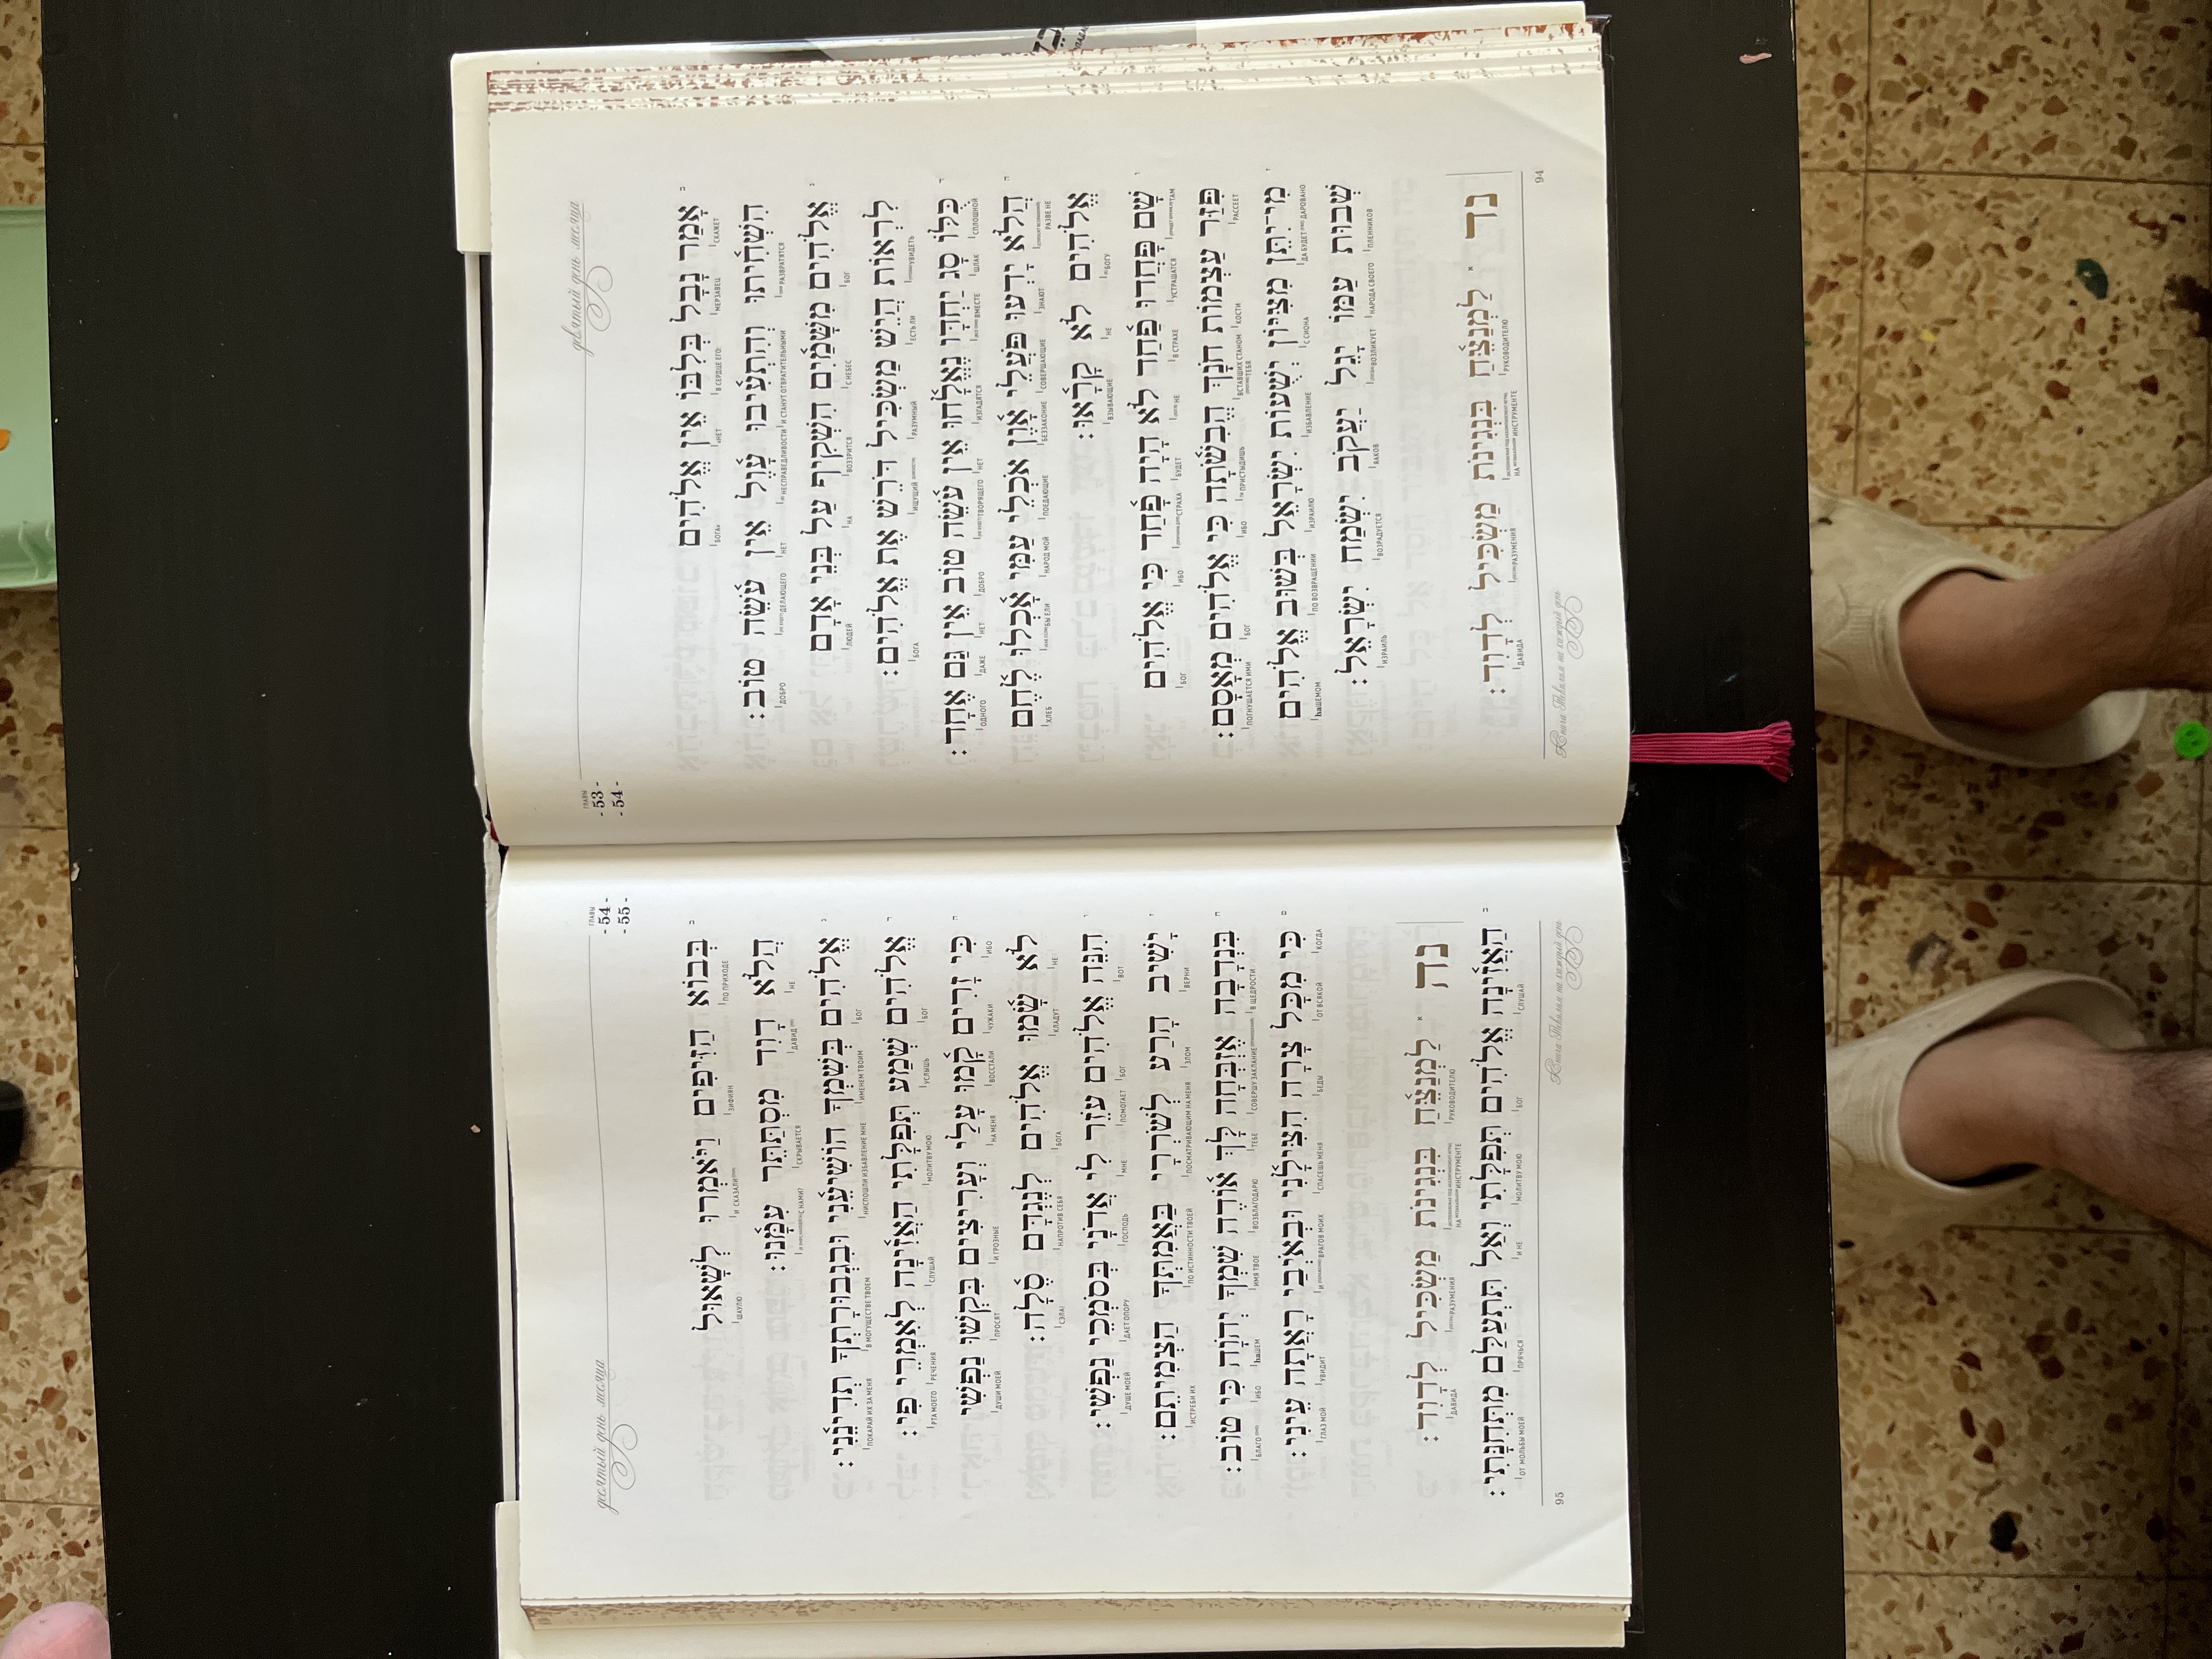 девятый день месяца
ГЛАВЫ
- 53 -
- 54 -
ב אָמַר נָבָל בְּלִבּוֹ אֵין אֱלֹהִים
СКАЖЕТ МЕРЗАВЕЦ В СЕРДЦЕ ЕГО: «НЕТ БОГА»
הִשְׁחִ֫יתוּ וְהִתְעִ֫יבוּ עָ֫וֶל אֵין עֹ֫שֵׂה טוֹב:
РАЗВРАТЯТСЯ И СТАНУТ ОТВРАТИТЕЛЬНЫМИ НЕСПРАВЕДЛИВОСТИ НЕТ ДЕЛАЮЩЕГО ДОБРО
ג אֱלֹהִים מִשָּׁמַ֫יִם הִשְׁקִיף עַל בְּנֵי אָדָם
БОГ С НЕБЕС ВОЗЗРИТСЯ НА ЛЮДЕЙ
לִרְאוֹת הֲיֵשׁ מַשְׂכִּיל דֹּרֵשׁ אֶת אֱלֹהִים:
УВИДЕТЬ ЕСТЬ ЛИ РАЗУМНЫЙ ИЩУЩИЙ БОГА
ד כֻּלּוֹ סָג יַחְדָּו נֶאֱלָ֫חוּ אֵין עֹ֫שֵׂה טוֹב אֵין גַּם אֶחָד:
СПЛОШНОЙ ШЛАК ВМЕСТЕ ИЗГАДЯТСЯ НЕТ ТВОРЯЩЕГО ДОБРО НЕТ ДАЖЕ ОДНОГО
ה הֲלֹא יָדְעוּ פֹּעֲלֵי אָ֫וֶן אֹכְלֵי עַמִּי אָ֫כְלוּ לֶ֫חֶם
РАЗВЕ НЕ ЗНАЮТ СОВЕРШАЮЩИЕ БЕЗЗАКОНИЕ ПОЕДАЮЩИЕ НАРОД МОЙ БЫ ЕЛИ ХЛЕБ
אֱלֹהִים לֹא קָרָ֫אוּ:
БОГУ НЕ ВЗЫВАЮЩИЕ
ו שָׁם פָּחֲדוּ פַ֫חַד לֹא הָיָה פָ֫חַד כִּי אֱלֹהִים
ТАМ УСТРАШАТСЯ В СТРАХЕ НЕ БУДЕТ СТРАХА ИБО БОГ
פִּזַּר עַצְמוֹת חֹנָךְ הֱבִשֹׁ֫תָה כִּי אֱלֹהִים מְאָסָם:
РАССЕЕТ КОСТИ ВСТАВШИХ СТАНОМ ТЕБЯ ПРИСТЫДИШЬ ИБО БОГ ПОГНУШАЕТСЯ ИМИ
ז מִי־יִתֵּן מִצִּיּוֹן יְשֻׁעוֹת יִשְׂרָאֵל בְּשׁוּב אֱלֹהִים
ДА БУДЕТ ДАРОВАНО С СИОНА ИЗБАВЛЕНИЕ ИЗРАИЛЮ ПО ВОЗВРАЩЕНИИ haШЕМОМ
שְׁבוּת עַמּוֹ יָגֵל יַעֲקֹב יִשְׂמַח יִשְׂרָאֵל:
ПЛЕННИКОВ НАРОДА СВОЕГО ВОЗЛИКУЕТ ЯАКОВ ВОЗРАДУЕТСЯ ИЗРАИЛЬ
נד א לַמְנַצֵּ֫חַ בִּנְגִינֹת מַשְׂכִּיל לְדָוִד:
РУКОВОДИТЕЛЮ ИСПОЛНЯЕМАЯ ПОД АККОМПАНЕМЕНТ ИГРЫ НА МУЗЫКАЛЬНОМ ИНСТРУМЕНТЕ РАЗУМЕНИЯ ДАВИДА
94
Книга Теhилим на каждый день
десятый день месяца
ГЛАВЫ
- 54 -
- 55 -
ב בְּבוֹא הַזִּיפִים וַיֹּאמְרוּ לְשָׁאוּל
ПО ПРИХОДЕ ЗИФИЯН И СКАЗАЛИ ШАУЛЮ
הֲלֹא דָוִד מִסְתַּתֵּר עִמָּ֫נוּ:
НЕ ДАВИД СКРЫВАЕТСЯ С НАМИ?
ג אֱלֹהִים בְּשִׁמְךָ הוֹשִׁיעֵ֫נִי וּבִגְבוּרָתְךָ תְדִינֵ֫נִי:
БОГ ИМЕНЕМ ТВОИМ НИСПОШЛИ ИЗБАВЛЕНИЕ МНЕ В МОГУЩЕСТВЕ ТВОЕМ ПОКАРАЙ ИХ ЗА МЕНЯ
ד אֱלֹהִים שְׁמַע תְּפִלָּתִי הַאֲזִ֫ינָה לְאִמְרֵי פִי:
БОГ УСЛЫШЬ МОЛИТВУ МОЮ СЛУШАЙ РЕЧЕНИЯ РТА МОЕГО
ה כִּי זָרִים קָ֫מוּ עָלַי וְעָרִיצִים בִּקְשׁוּ נַפְשִׁי
ИБО ЧУЖАКИ ВОССТАЛИ НА МЕНЯ И ГРОЗНЫЕ ПРОСЯТ ДУШИ МОЕЙ
לֹא שָׂ֫מוּ אֱלֹהִים לְנֶגְדָּם סֶ֫לָה:
НЕ КЛАДУТ БОГА НАПРОТИВ СЕБЯ СЭЛА!
ו הִנֵּה אֱלֹהִים עֹזֵר לִי אֲדֹנָי בְּסֹמְכֵי נַפְשִׁי:
ВОТ БОГ ПОМОГАЕТ МНЕ ГОСПОДЬ ДАЕТ ОПОРУ ДУШЕ МОЕЙ
ז יָשִׁיב הָרַע לְשֹׁרְרָי בַּאֲמִתְּךָ הַצְמִיתֵם:
ВЕРНИ ЗЛОМ ПОСМАТРИВАЮЩИМ НА МЕНЯ ПО ИСТИННОСТИ ТВОЕЙ ИСТРЕБИ ИХ
ח בִּנְדָבָה אֶזְבְּחָה לָּךְ אוֹ֫דֶה שִׁמְךָ יְהֹוָה כִּי טוֹב:
В ЩЕДРОСТИ СОВЕРШУ ЗАКЛАНИЕ ТЕБЕ ВОЗБЛАГОДАРЮ ИМЯ ТВОЕ haШЕМ ИБО БЛАГО
ט כִּי מִכָּל צָרָה הִצִּילָ֫נִי וּבְאֹיְבַי רָאֲתָה עֵינִי:
КОГДА ОТ ВСЯКОЙ БЕДЫ СПАСЕШЬ МЕНЯ И ВРАГОВ МОИХ УВИДИТ ГЛАЗ МОЙ
נה א לַמְנַצֵּ֫חַ בִּנְגִינֹת מַשְׂכִּיל לְדָוִד:
РУКОВОДИТЕЛЮ ИСПОЛНЯЕМАЯ ПОД АККОМПАНЕМЕНТ ИГРЫ НА МУЗЫКАЛЬНОМ ИНСТРУМЕНТЕ РАЗУМЕНИЯ ДАВИДА
ב הַאֲזִ֫ינָה אֱלֹהִים תְּפִלָּתִי וְאַל תִּתְעַלַּם מִתְּחִנָּתִי:
СЛУШАЙ БОГ МОЛИТВУ МОЮ И НЕ ПРЯЧЬСЯ ОТ МОЛЬБЫ МОЕЙ
95
Книга Теhилим на каждый день